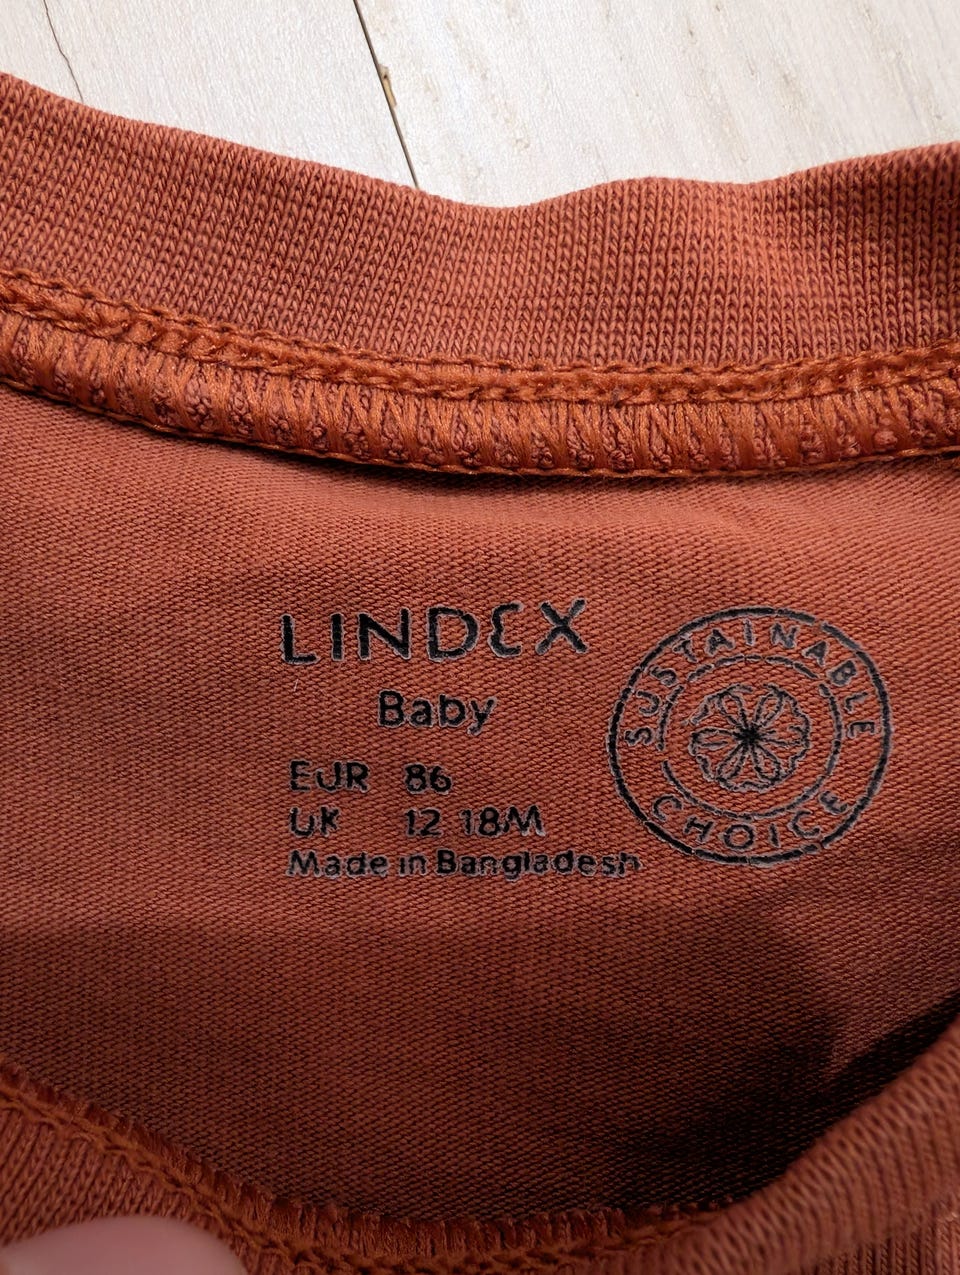 LINDEX
Baby
EUR 86
UK 12 18M
Made in Bangladesh
SUSTAINABLE
CHOICE